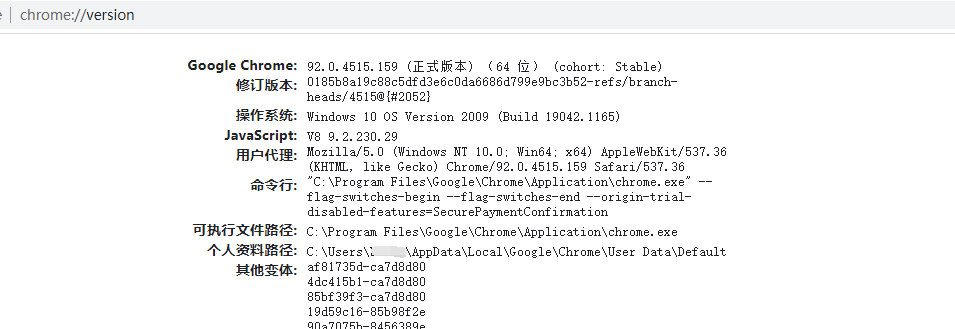 chrome://version
Google Chrome: 92.0.4515.159 (正式版本) (64 位) (cohort: Stable)
修订版本: 0185b8a19c88c5dfd3e6c0da6686d799e9bc3b52-refs/branch-
heads/4515@{#2052}
操作系统: Windows 10 OS Version 2009 (Build 19042.1165)
JavaScript: V8 9.2.230.29
用户代理: Mozilla/5.0 (Windows NT 10.0; Win64; x64) AppleWebKit/537.36
(KHTML, like Gecko) Chrome/92.0.4515.159 Safari/537.36
命令行: "C:\Program Files\Google\Chrome\Application\chrome.exe" --
flag-switches-begin --flag-switches-end --origin-trial-
disabled-features=SecurePaymentConfirmation
可执行文件路径: C:\Program Files\Google\Chrome\Application\chrome.exe
个人资料路径: C:\Users\ \AppData\Local\Google\Chrome\User Data\Default
其他变体: af81735d-ca7d8d80
4dc415b1-ca7d8d80
85bf39f3-ca7d8d80
19d59c16-85b98f2e
90a7075b-8456389e